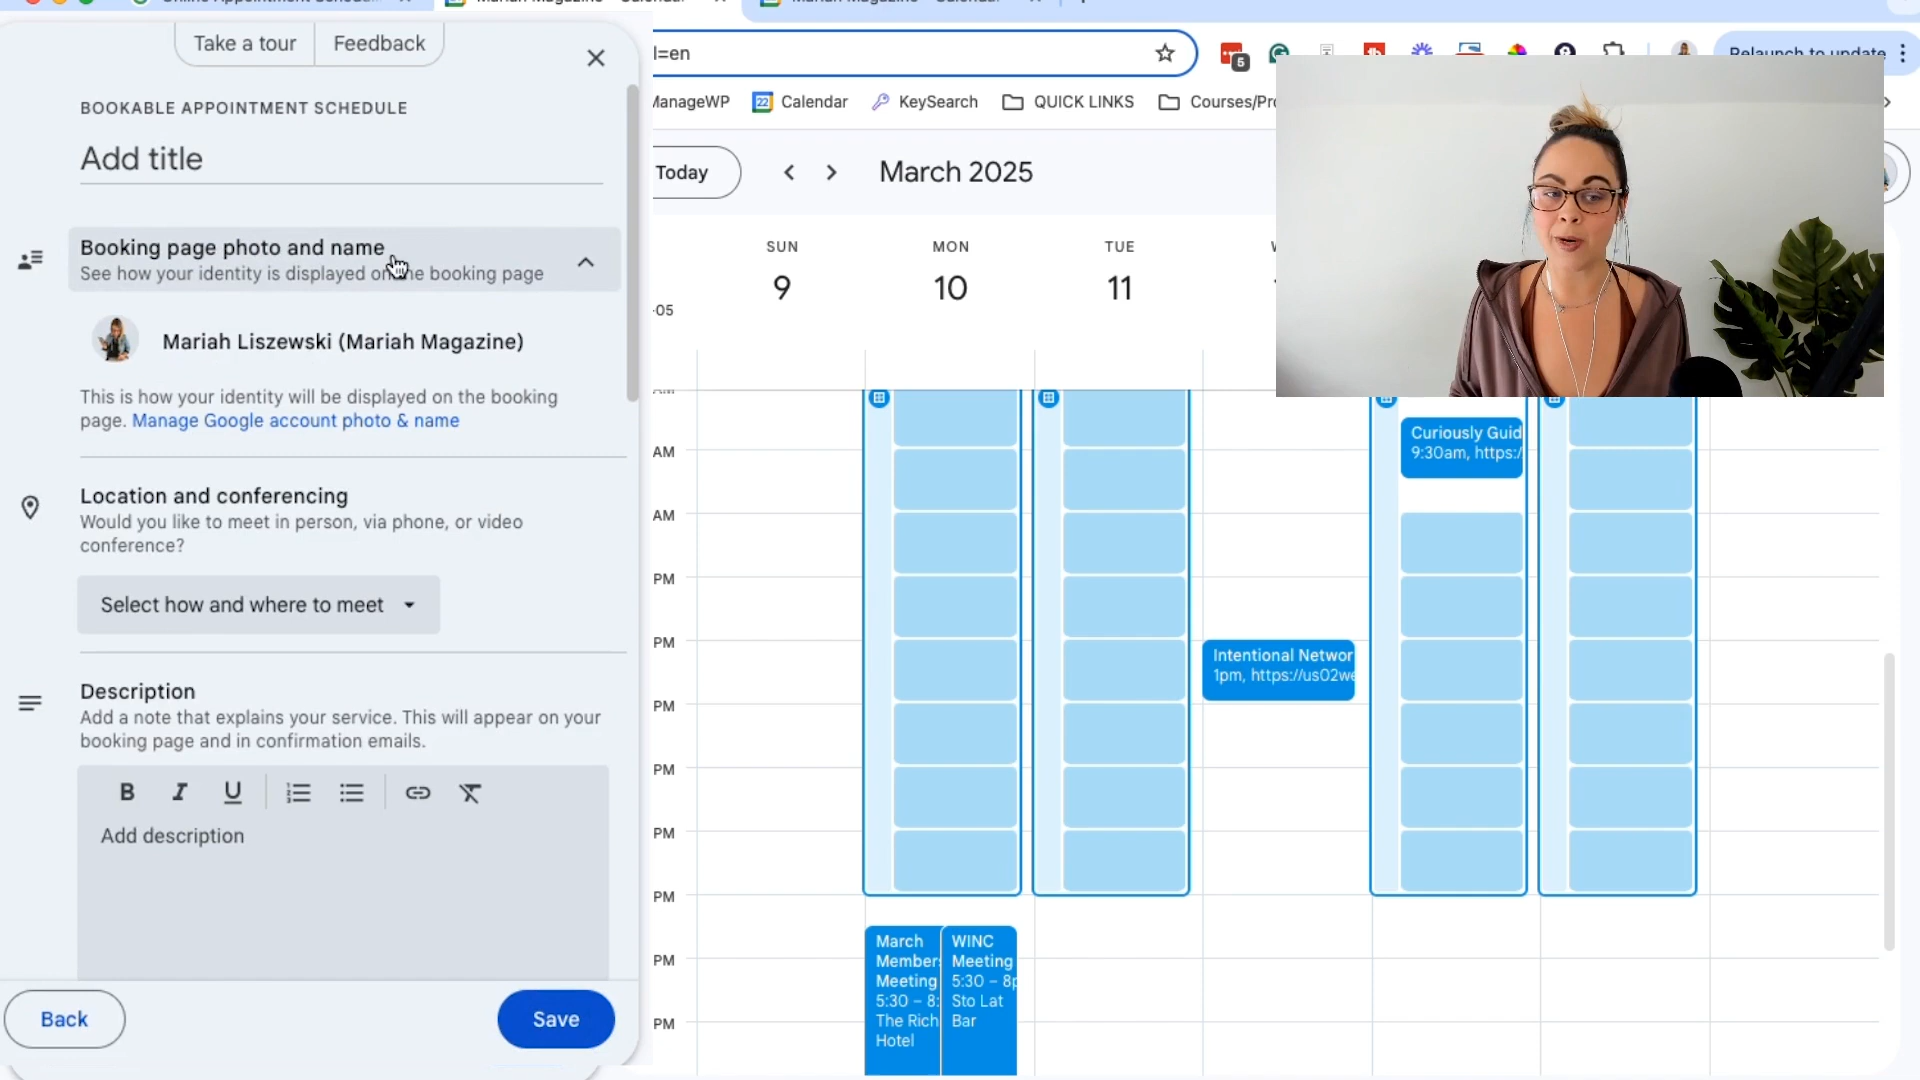 Take a tour
Feedback
l=en
5
Relaunch to update
ManageWP
22
Calendar
KeySearch
QUICK LINKS
BOOKABLE APPOINTMENT SCHEDULE
Add title
Today
March 2025
Booking page photo and name
See how your identity is displayed on the booking page
SUN
MON
TUE
9
10
11
-05
Mariah Liszewski (Mariah Magazine)
This is how your identity will be displayed on the booking
page. Manage Google account photo & name
Location and conferencing
Would you like to meet in person, via phone, or video
conference?
Select how and where to meet
Description
Add a note that explains your service. This will appear on your
booking page and in confirmation emails.
B I U
Add description
Back
Save
AM
AM
PM
PM
PM
PM
PM
PM
PM
PM
Curiously Guid
9:30am, https:/
Intentional Networ
1pm, https://us02we
March
Member
Meeting
5:30 – 8:
The Rich
Hotel
WINC
Meeting
5:30 – 8p
Sto Lat
Bar